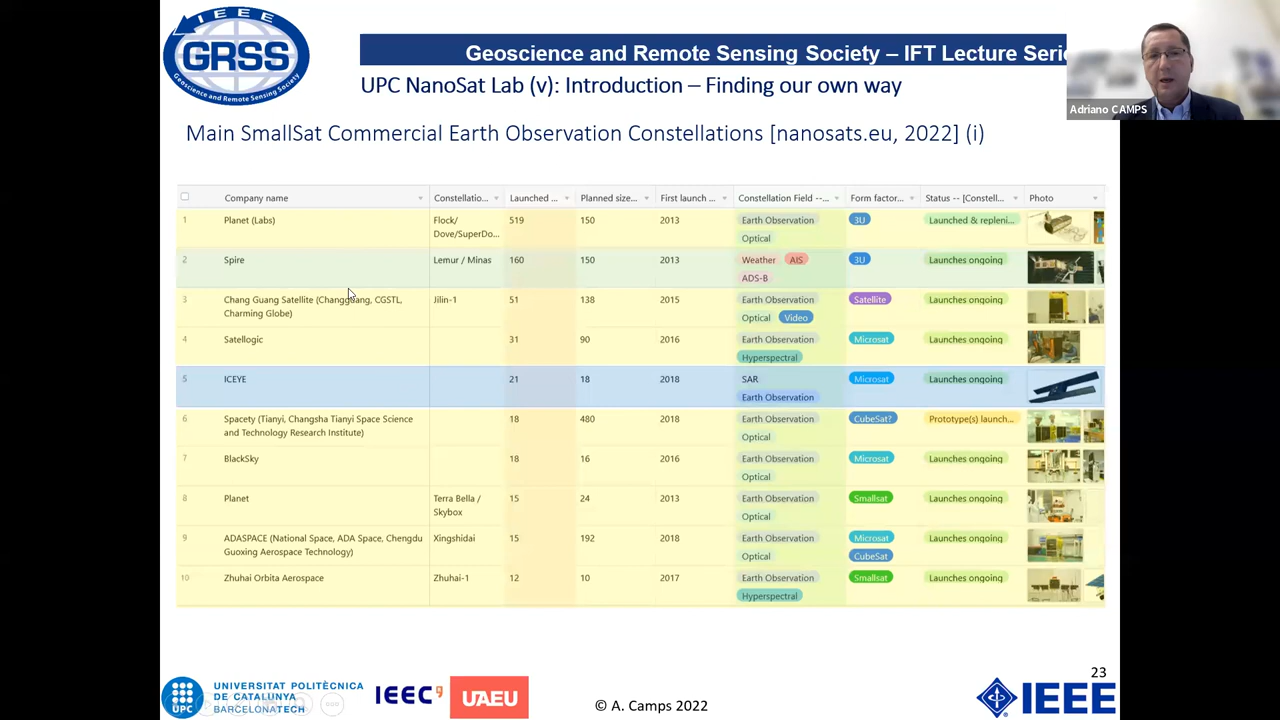 IEEE
GRSS
Geoscience and Remote Sensing Society
Geoscience and Remote Sensing Society – IFT Lecture Serie
UPC NanoSat Lab (v): Introduction – Finding our own way
Adriano CAMPS
Main SmallSat Commercial Earth Observation Constellations [nanosats.eu, 2022] (i)
Company name Constellatio... Launched ... Planned size... First launch ... Constellation Field --... Form factor... Status -- [Constell... Photo
1 Planet (Labs) Flock/ 519 150 2013 Earth Observation 3U Launched & repleni...
Dove/SuperDo... Optical
2 Spire Lemur / Minas 160 150 2013 Weather AIS 3U Launches ongoing
ADS-B
3 Chang Guang Satellite (Changguang, CGSTL, Jilin-1 51 138 2015 Earth Observation Satellite Launches ongoing
Charming Globe) Optical Video
4 Satellogic 31 90 2016 Earth Observation Microsat Launches ongoing
Hyperspectral
5 ICEYE 21 18 2018 SAR Microsat Launches ongoing
Earth Observation
6 Spacety (Tianyi, Changsha Tianyi Space Science 18 480 2018 Earth Observation CubeSat? Prototype(s) launch...
and Technology Research Institute) Optical
7 BlackSky 18 16 2016 Earth Observation Microsat Launches ongoing
Optical
8 Planet Terra Bella / 15 24 2013 Earth Observation Smallsat Launches ongoing
Skybox Optical
9 ADASPACE (National Space, ADA Space, Chengdu Xingshidai 15 192 2018 Earth Observation Microsat Launches ongoing
Guoxing Aerospace Technology) Optical CubeSat
10 Zhuhai Orbita Aerospace Zhuhai-1 12 10 2017 Earth Observation Smallsat Launches ongoing
Hyperspectral
23
UPC
UNIVERSITAT POLITÈCNICA
DE CATALUNYA
BARCELONATECH
IEEC
UAEU
© A. Camps 2022
IEEE